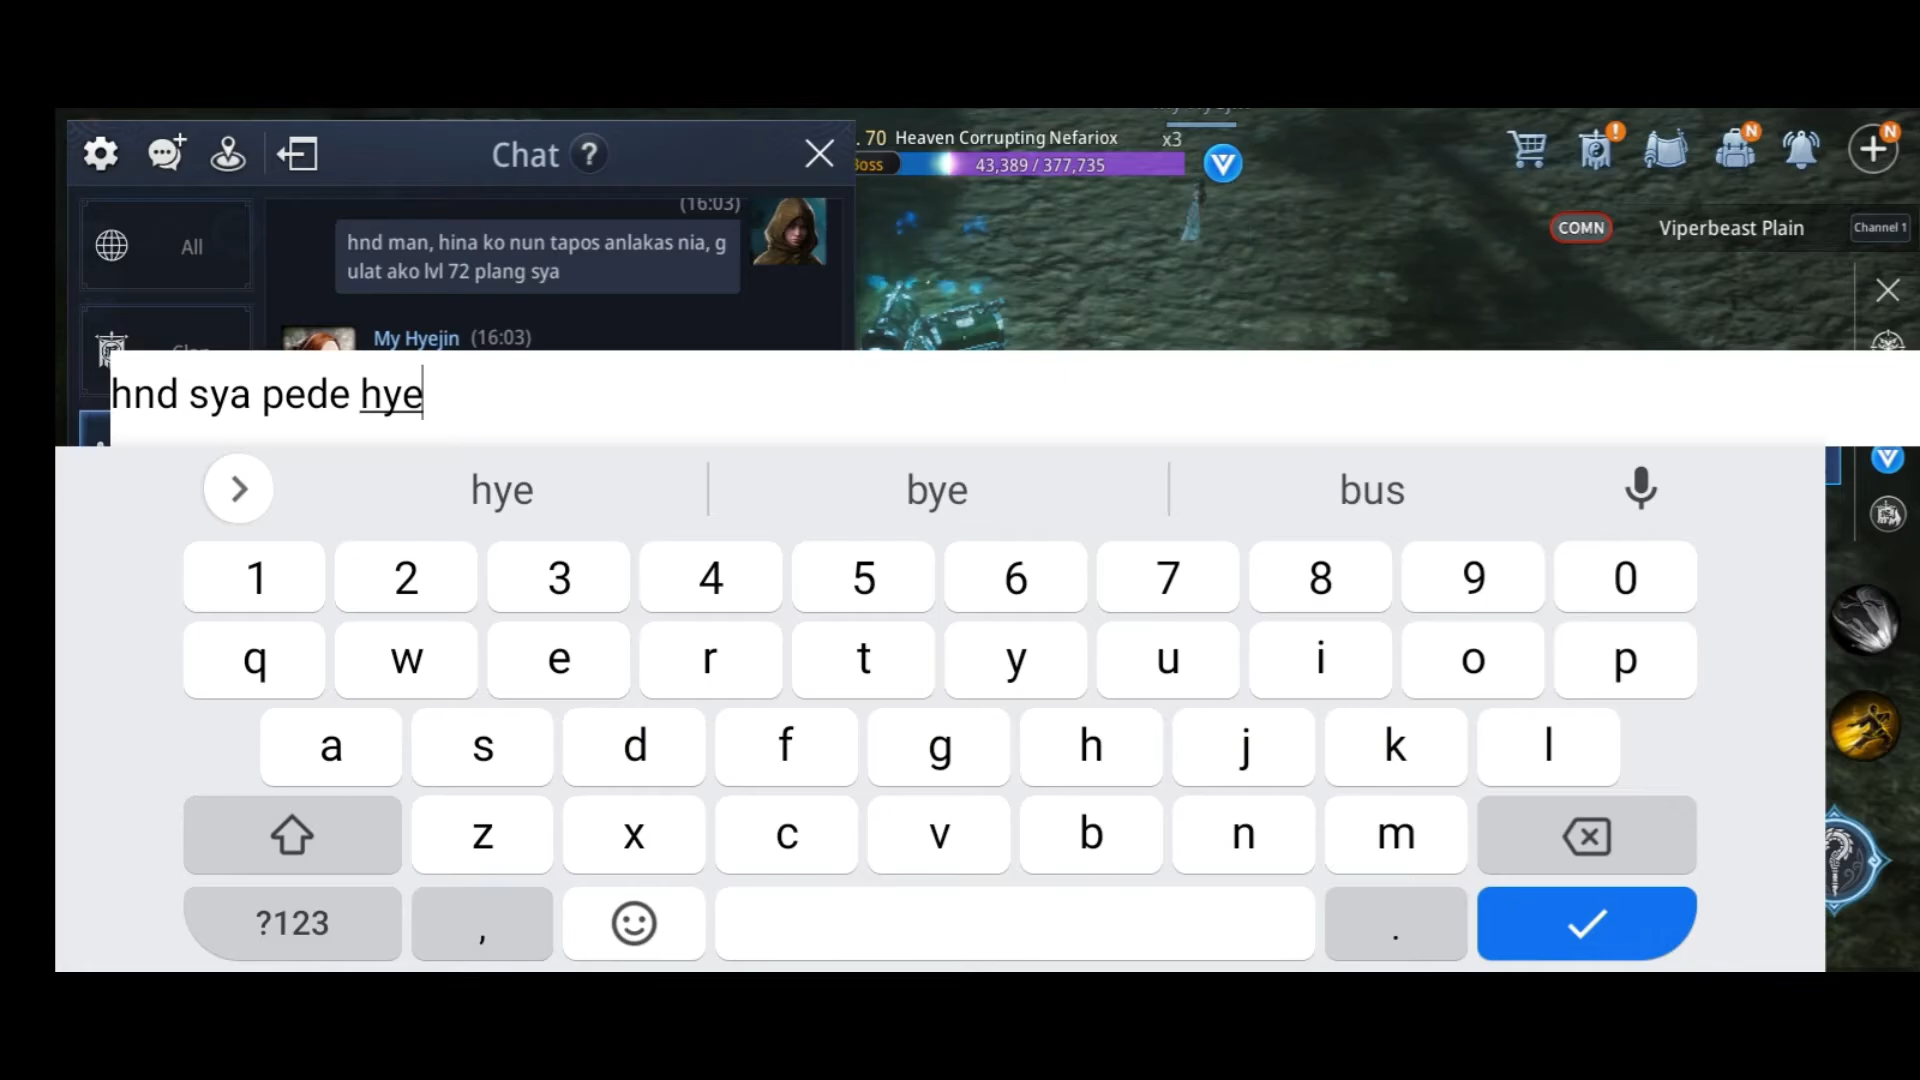 . 70 Heaven Corrupting Nefariox x3
Boss 43,389 / 377,735
Chat ?
N
N
COMN Viperbeast Plain Channel 1
(16:03)
All
hnd man, hina ko nun tapos anlakas nia, g
ulat ako lvl 72 plang sya
My Hyejin (16:03)
Clan
hnd sya pede hye
hye bye bus
1 2 3 4 5 6 7 8 9 0
q w e r t y u i o p
a s d f g h j k l
z x c v b n m
?123 , .